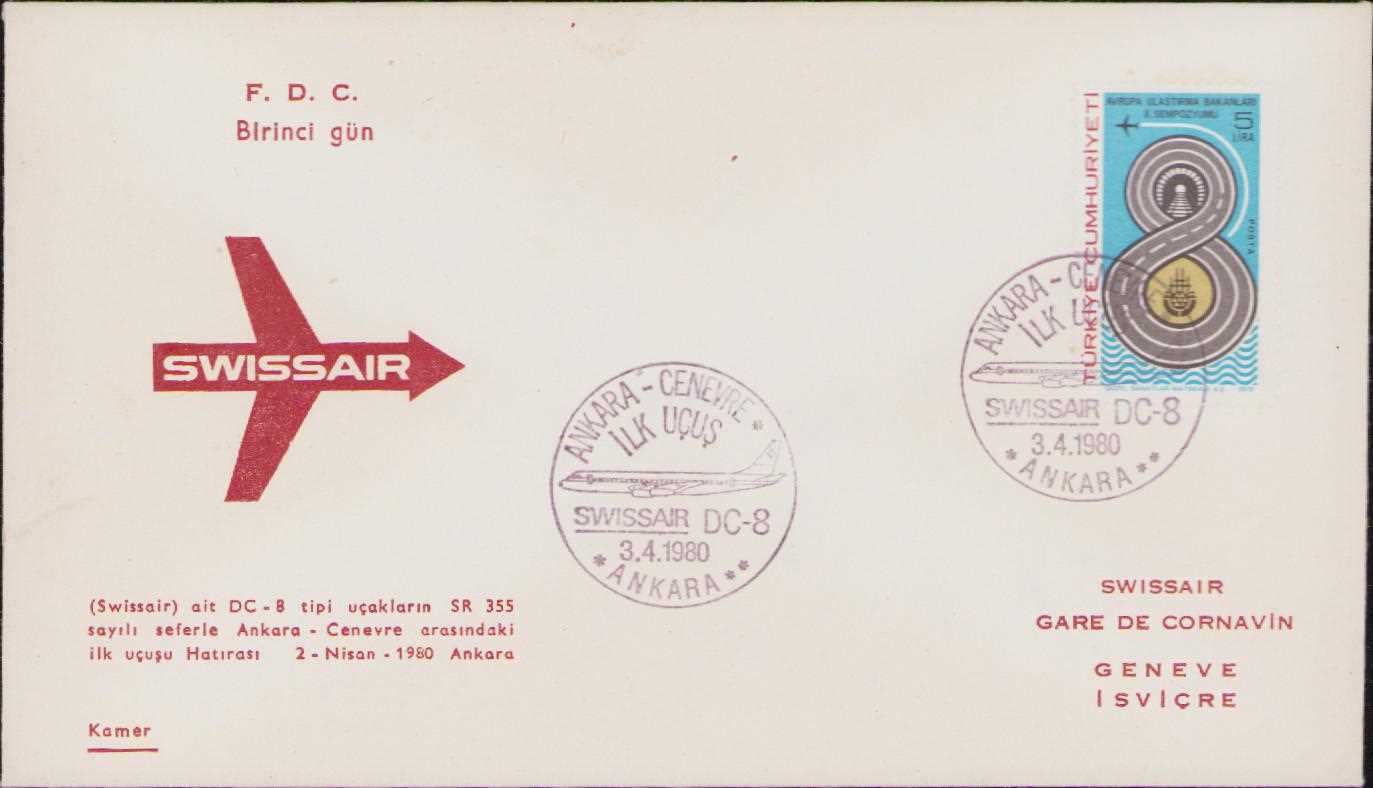 F. D. C.
Birinci gün
SWISSAIR
(Swissair) ait DC - 8 tipi uçakların SR 355
sayılı seferle Ankara - Cenevre arasındaki
ilk uçuşu Hatırası 2 - Nisan - 1980 Ankara
Kamer
ANKARA - CENEVRE *
İLK UÇUŞ
SWISSAIR DC-8
3.4.1980
* ANKARA **
AVRUPA ULAŞTIRMA BAKANLARI
8. SEMPOZYUMU
5
LİRA
POSTA
TÜRKİYE CUMHURİYETİ
ANKARA - CEN
İLK UÇ
SWISSAIR DC-8
3.4.1980
* ANKARA **
SWISSAIR
GARE DE CORNAVİN
GENEVE
İSVİÇRE